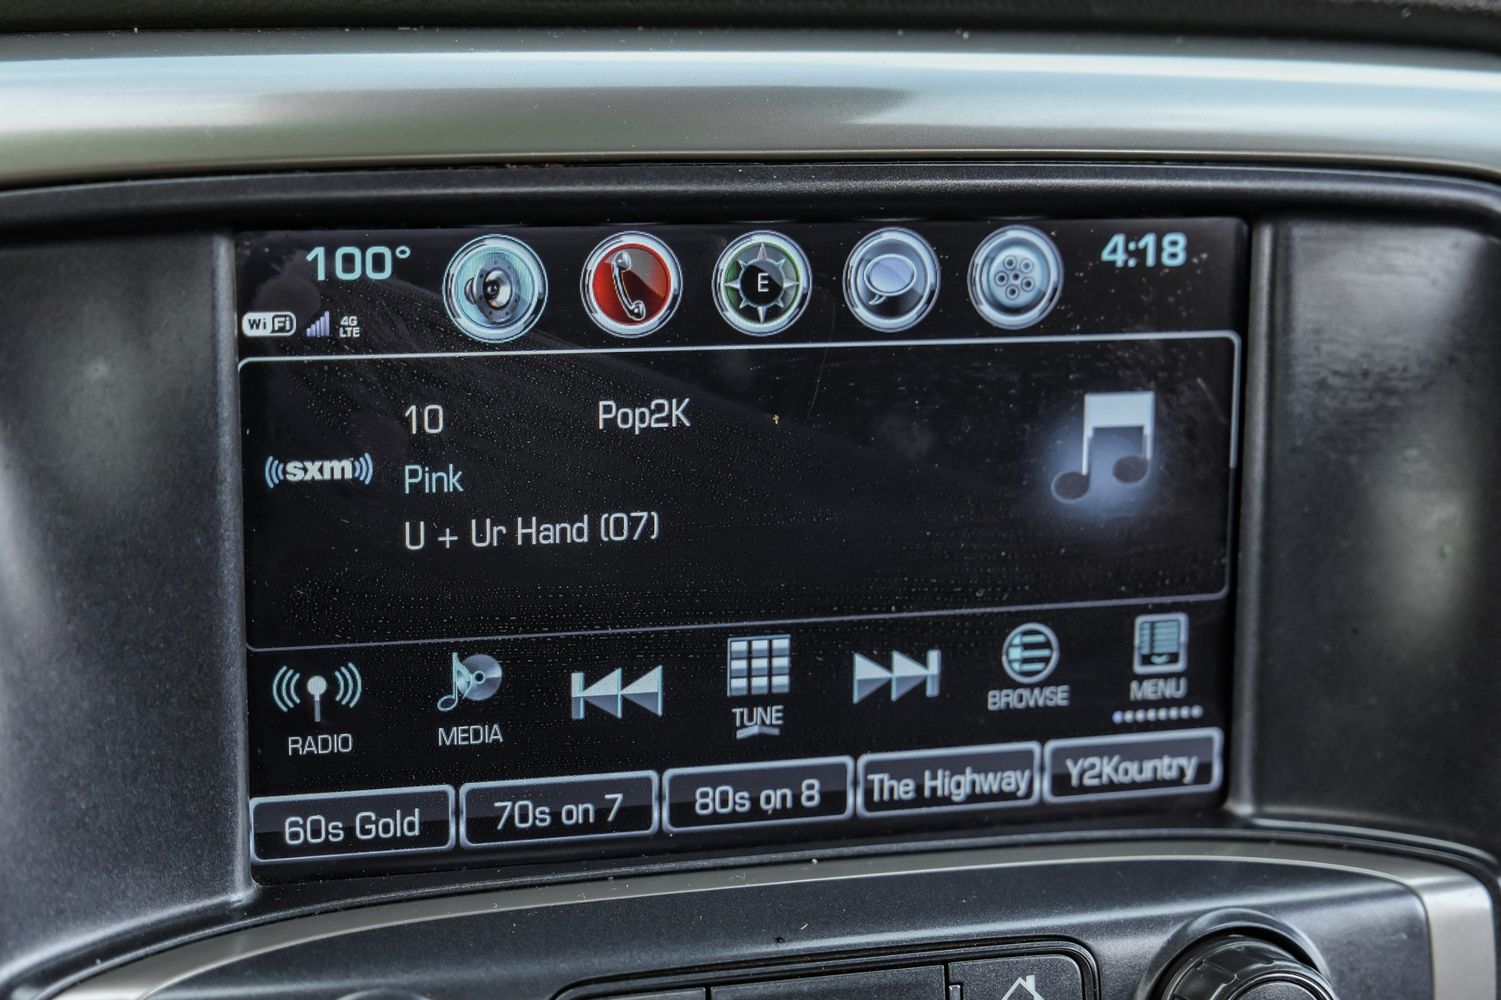 100° 4:18
WiFi 4G LTE
E
10 Pop2K
((sxm))
Pink
U + Ur Hand (07)
RADIO MEDIA TUNE BROWSE MENU
60s Gold 70s on 7 80s on 8 The Highway Y2Kountry